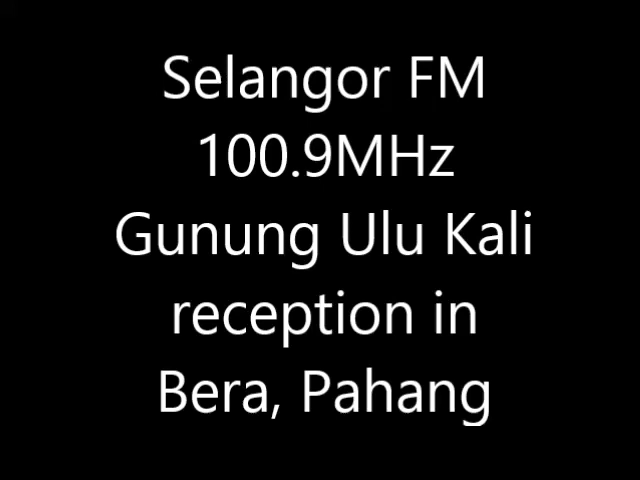 Selangor FM
100.9MHz
Gunung Ulu Kali
reception in
Bera, Pahang